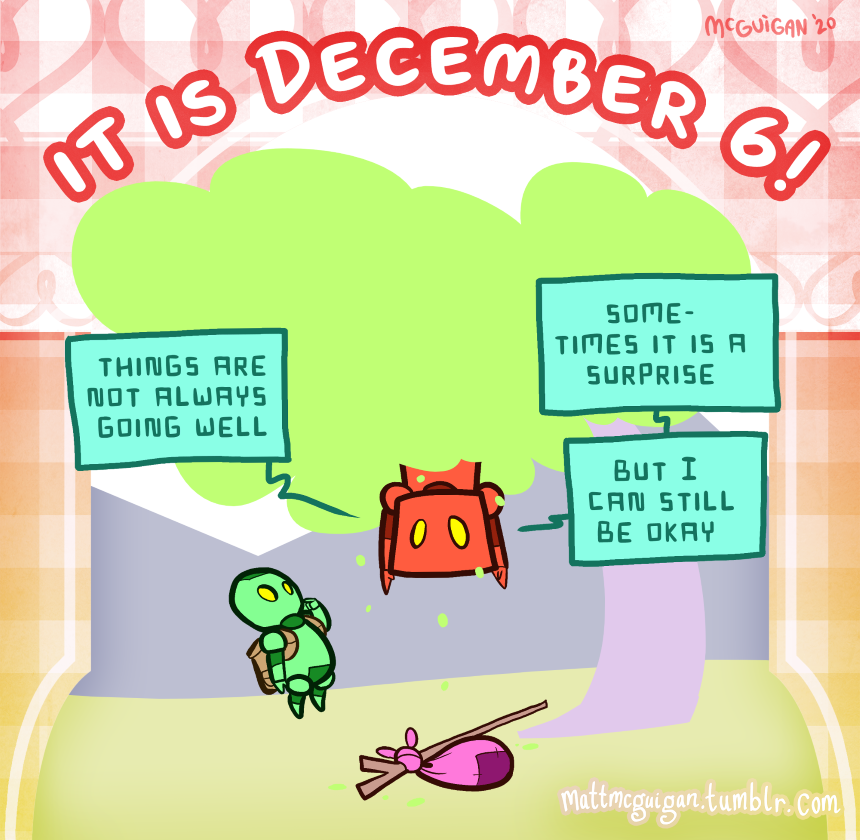 McGUiGAN '20
IT IS DECEMBER 6!
THINGS ARE
NOT ALWAYS
GOING WELL
SOME-
TIMES IT IS A
SURPRISE
BUT I
CAN STILL
BE OKAY
mattmcguigan.tumblr.com